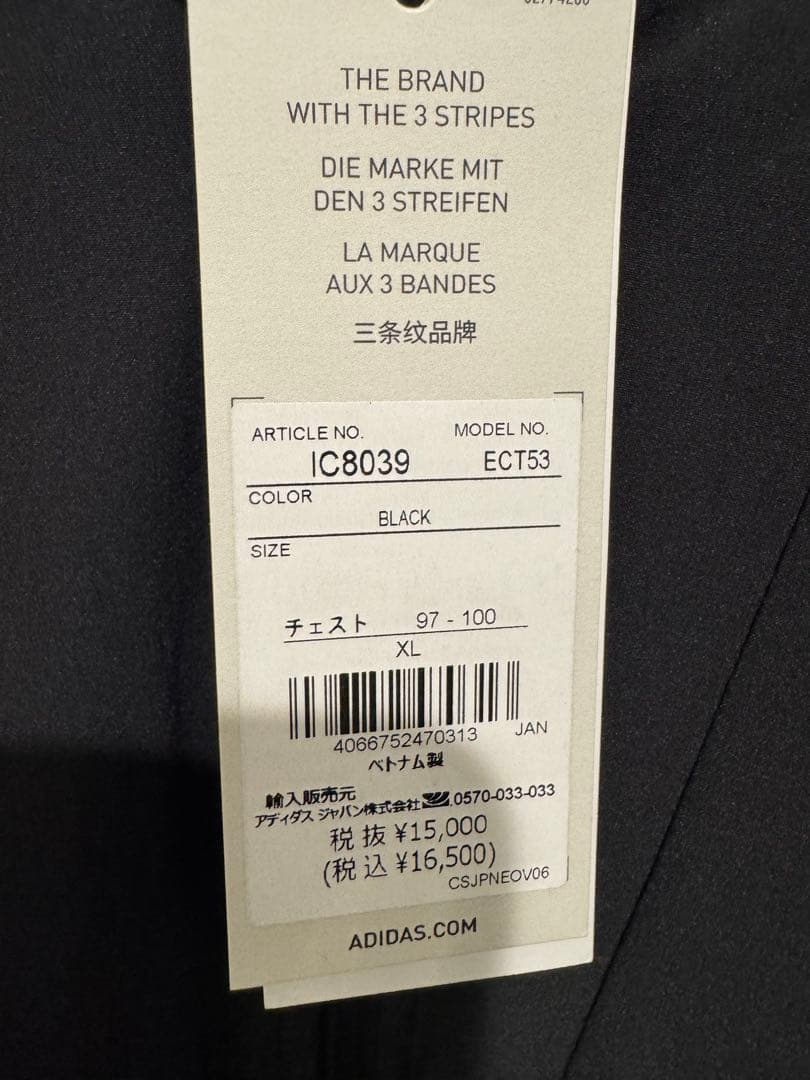 THE BRAND
WITH THE 3 STRIPES
DIE MARKE MIT
DEN 3 STREIFEN
LA MARQUE
AUX 3 BANDES
三条纹品牌
ARTICLE NO. MODEL NO.
IC8039 ECT53
COLOR
BLACK
SIZE
チェスト 97 - 100
XL
4066752470313 JAN
ベトナム製
輸入販売元
アディダス ジャパン株式会社 0570-033-033
税抜 ¥15,000
(税込 ¥16,500)
CSJPNEOV06
ADIDAS.COM